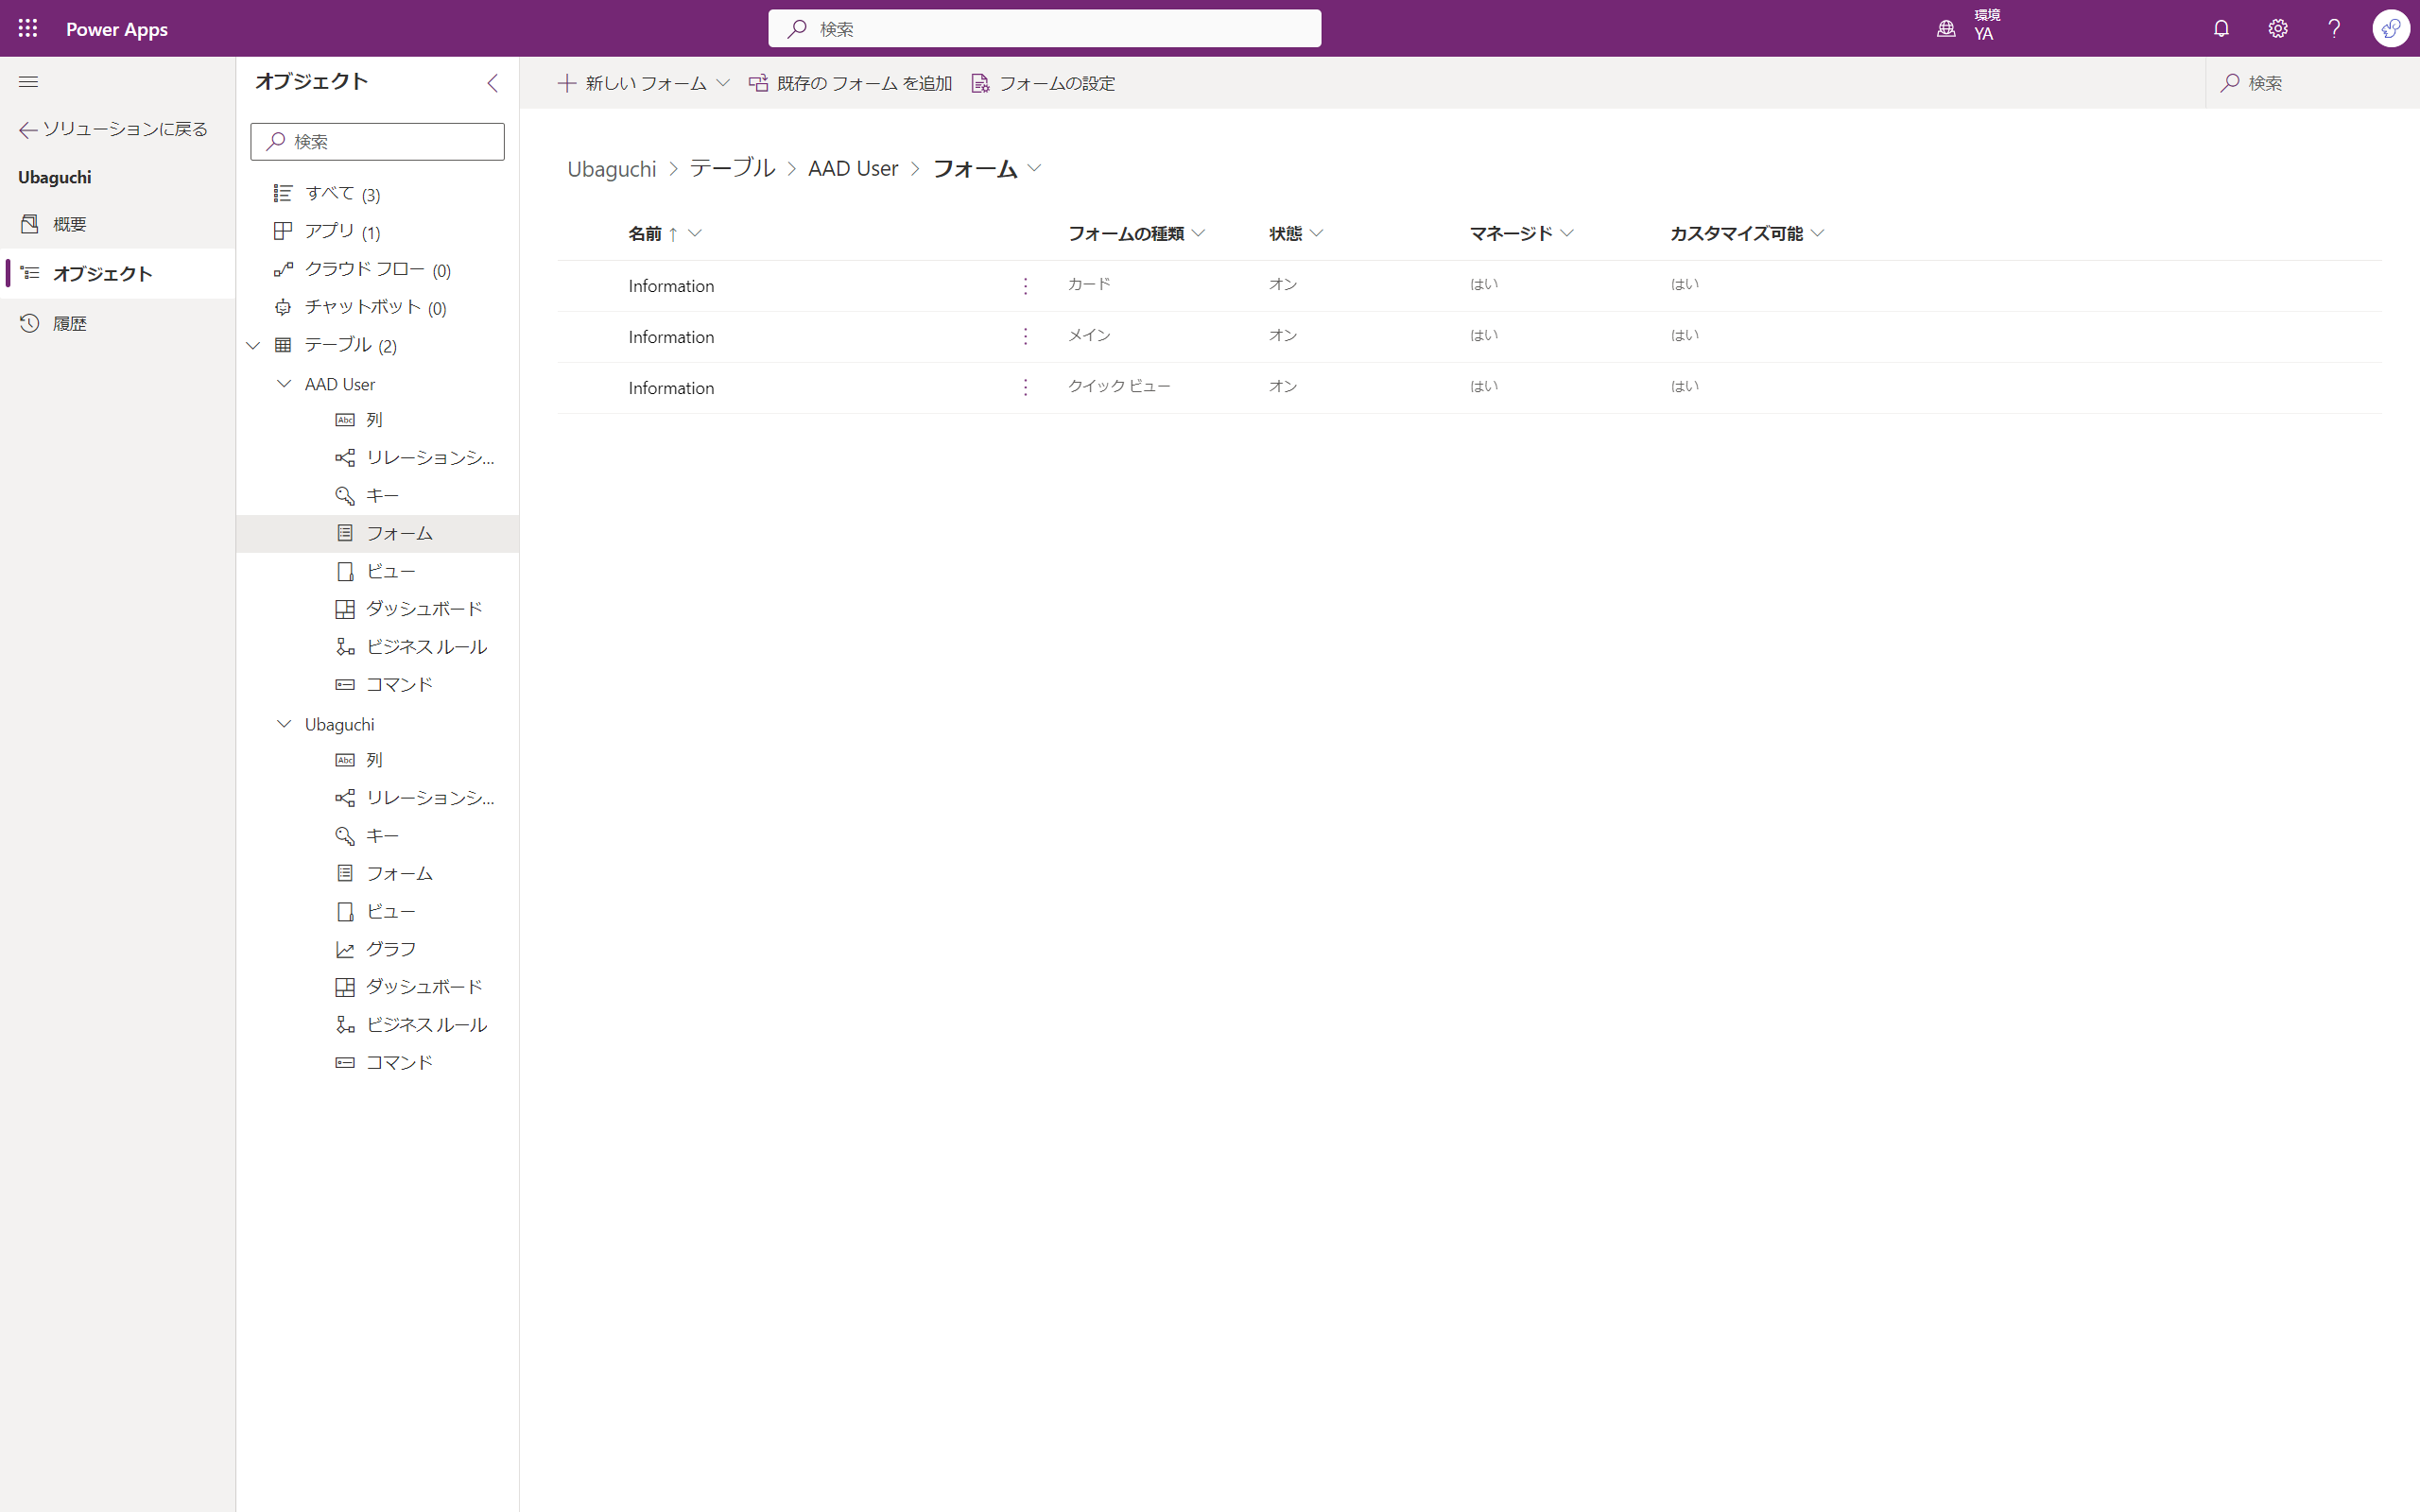 Power Apps
検索
環境
YA
ソリューションに戻る
Ubaguchi
概要
オブジェクト
履歴
オブジェクト
検索
すべて (3)
アプリ (1)
クラウド フロー (0)
チャットボット (0)
テーブル (2)
AAD User
列
リレーションシ...
キー
フォーム
ビュー
ダッシュボード
ビジネス ルール
コマンド
Ubaguchi
列
リレーションシ...
キー
フォーム
ビュー
グラフ
ダッシュボード
ビジネス ルール
コマンド
新しい フォーム 既存の フォーム を追加 フォームの設定 検索
Ubaguchi > テーブル > AAD User > フォーム
名前 ↑ フォームの種類 状態 マネージド カスタマイズ可能
Information カード オン はい はい
Information メイン オン はい はい
Information クイック ビュー オン はい はい